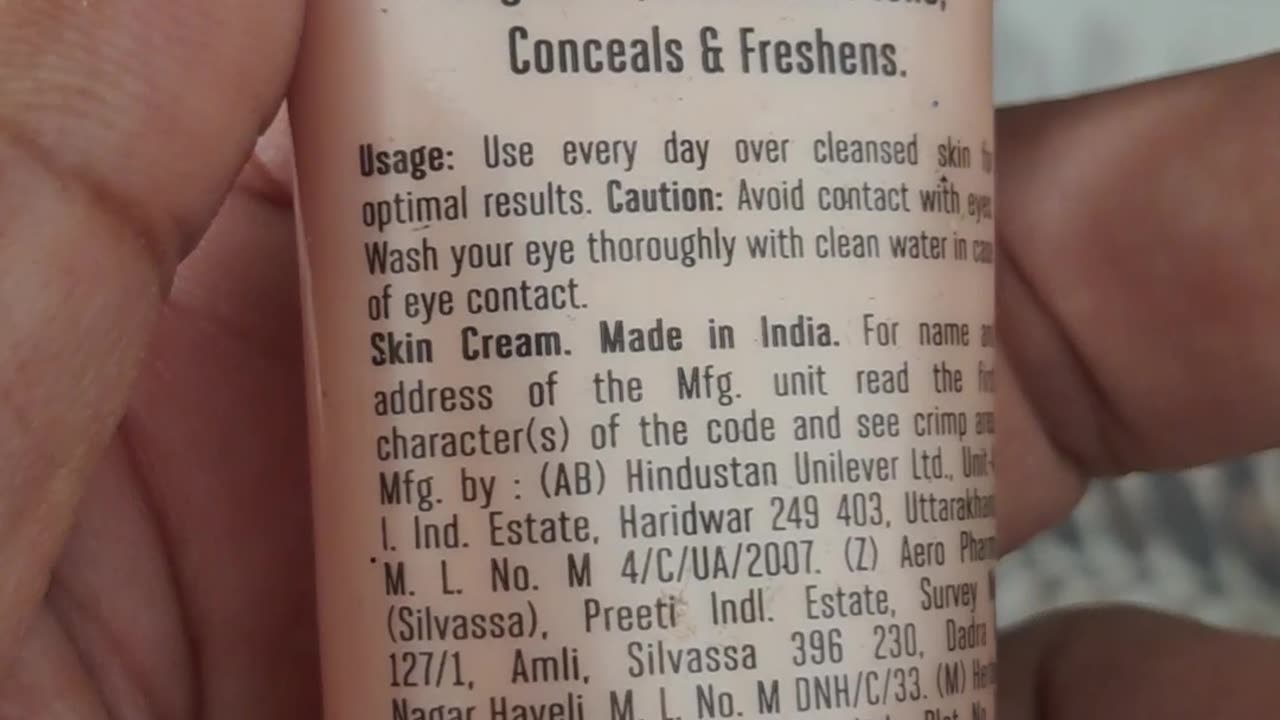 Conceals & Freshens.
Usage: Use every day over cleansed skin
optimal results. Caution: Avoid contact with
Wash your eye thoroughly with clean water in
of eye contact.
Skin Cream. Made in India. For name
address of the Mfg. unit read the
character(s) of the code and see crimp
Mfg. by : (AB) Hindustan Unilever Ltd.,
I. Ind. Estate, Haridwar 249 403,
M. L. No. M 4/C/UA/2007. (Z) Aero
(Silvassa), Preeti Indl. Estate, Survey
127/1, Amli, Silvassa 396 230, Dadra
Nagar Haveli M. L. No. M DNH/C/33. (M)
Plot No